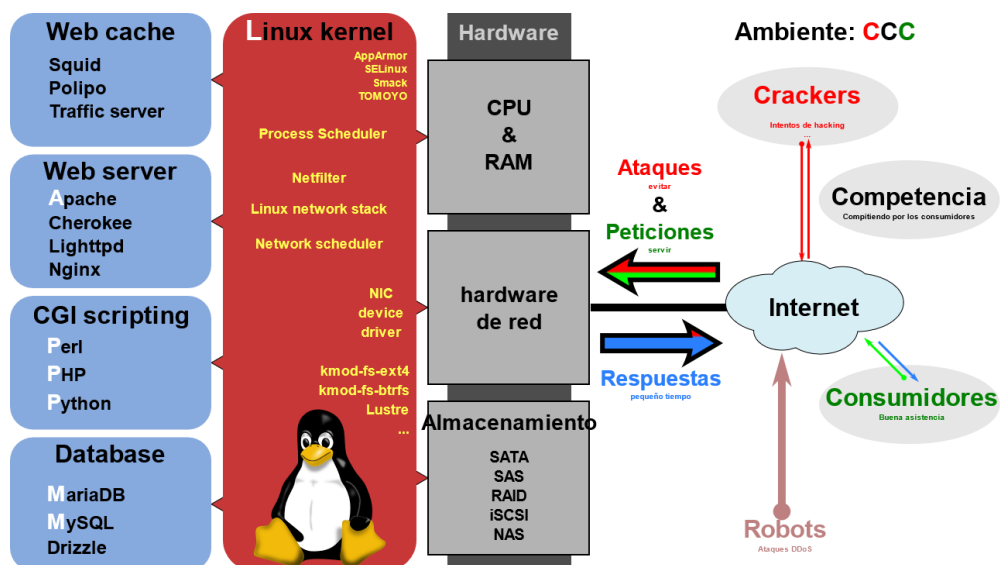 Web cache
Squid
Polipo
Traffic server
Web server
Apache
Cherokee
Lighttpd
Nginx
CGI scripting
Perl
PHP
Python
Database
MariaDB
MySQL
Drizzle
Linux kernel
AppArmor
SELinux
Smack
TOMOYO
Process Scheduler
Netfilter
Linux network stack
Network scheduler
NIC
device
driver
kmod-fs-ext4
kmod-fs-btrfs
Lustre
...
Hardware
CPU
&
RAM
hardware
de red
Almacenamiento
SATA
SAS
RAID
iSCSI
NAS
Ambiente: CCC
Crackers
Intentos de hacking
...
Competencia
Compitiendo por los consumidores
Ataques
evitar
&
Peticiones
servir
Internet
Respuestas
pequeño tiempo
Consumidores
Buena asistencia
Robots
Ataques DDoS